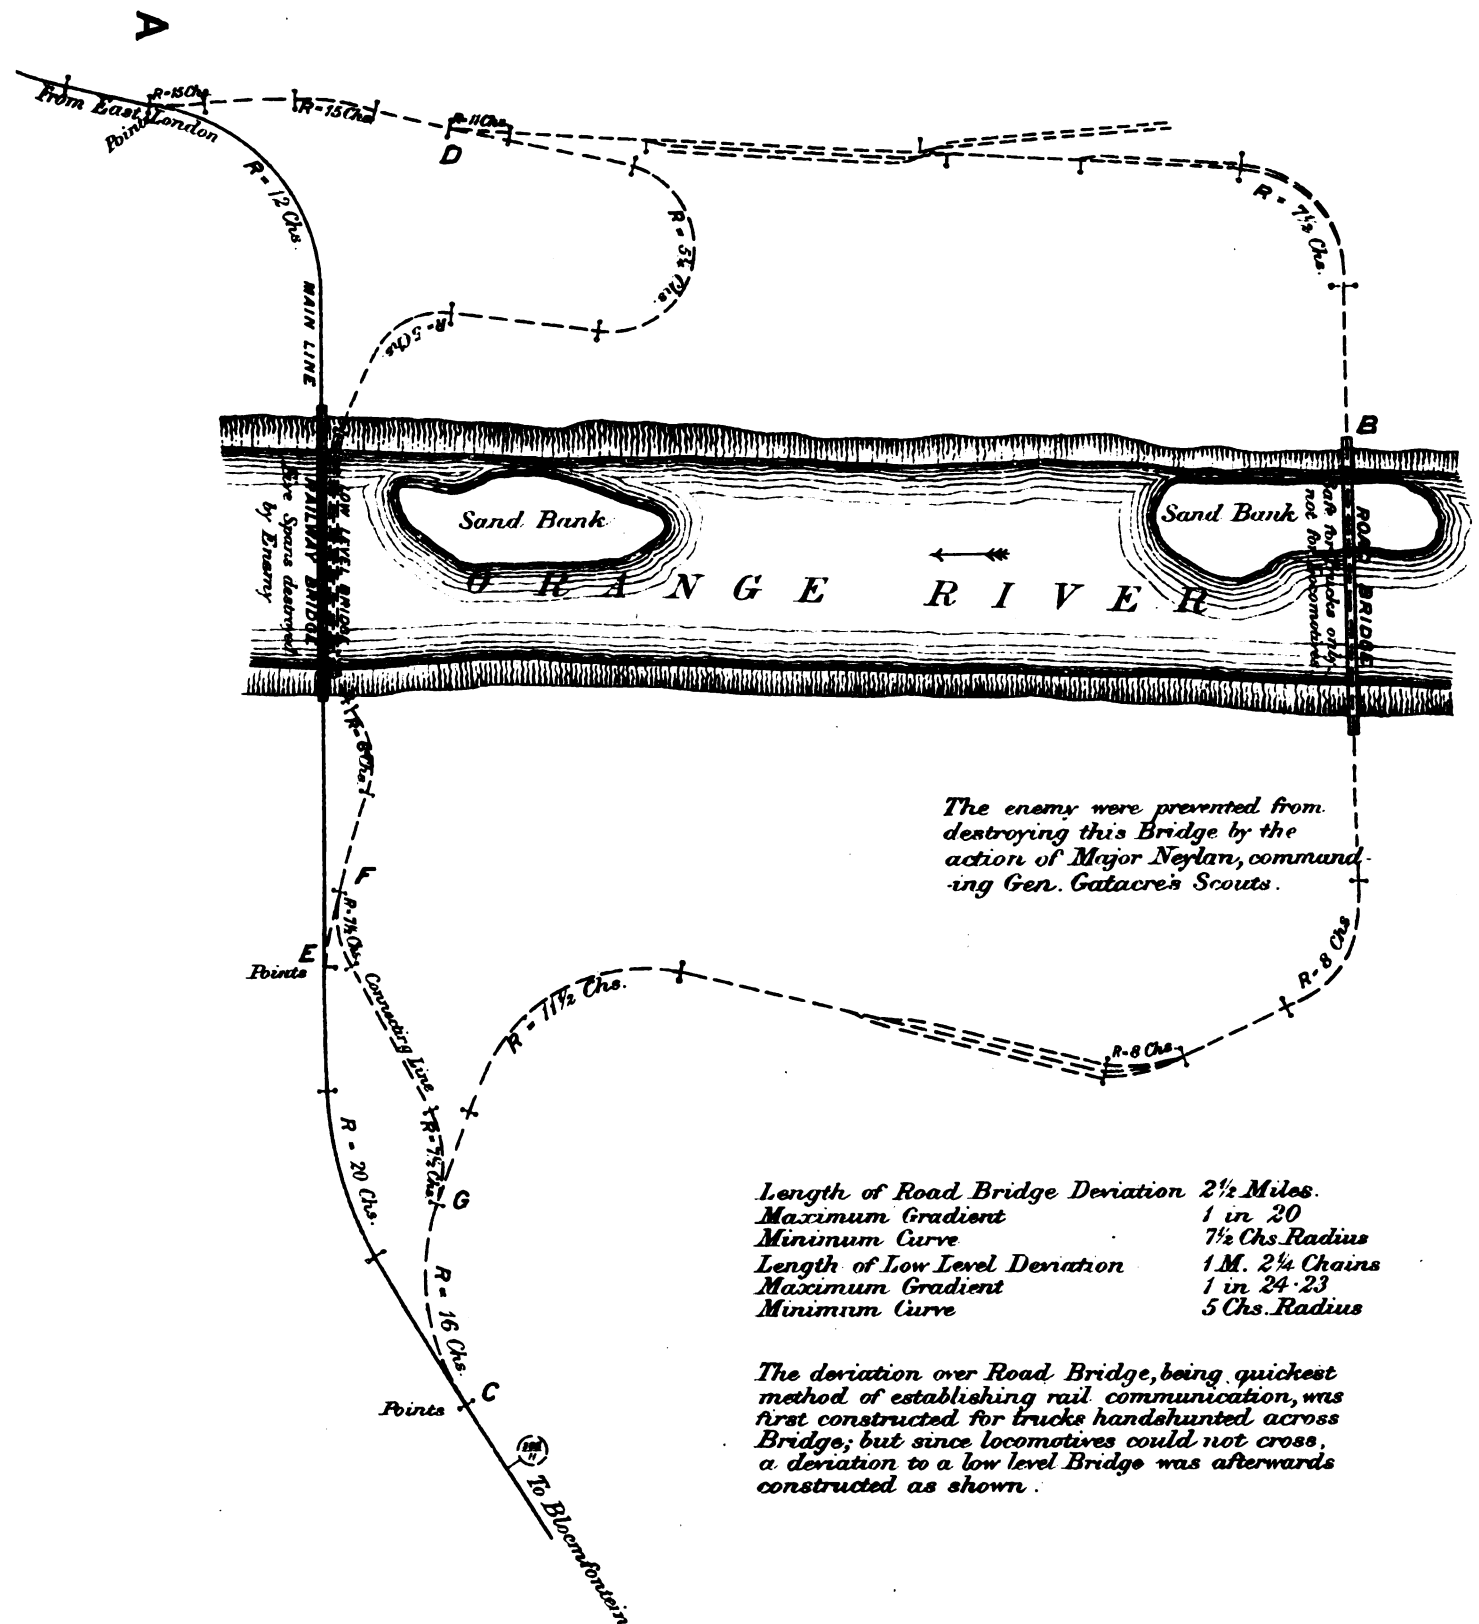 A
From East London
Points
R=15 Chs.
R=15 Chs.
R=11 Chs.
D
R = 12 Chs.
R = 5¼ Chs.
R = 7½ Chs.
R=5 Chs.
MAIN LINE
B
RAILWAY BRIDGE
Five Spans destroyed
by Enemy
LOW LEVEL BRIDGE
Sand Bank
Sand Bank
ORANGE RIVER
ROAD BRIDGE
Safe for Trucks only
not for Locomotives
R=6 Chs.
The enemy were prevented from
destroying this Bridge by the
action of Major Neylan, command-
-ing Gen. Gatacre's Scouts.
F
R=7½ Chs.
E
Points
Connecting Line
R = 11½ Chs.
R=8 Chs
R=8 Chs.
R = 20 Chs.
R=7½ Chs.
G
R = 16 Chs.
Length of Road Bridge Deviation 2½ Miles.
Maximum Gradient 1 in 20
Minimum Curve 7½ Chs. Radius
Length of Low Level Deviation 1 M. 2¼ Chains
Maximum Gradient 1 in 24·23
Minimum Curve 5 Chs. Radius
C
Points
The deviation over Road Bridge, being quickest
method of establishing rail communication, was
first constructed for trucks handshunted across
Bridge; but since locomotives could not cross,
a deviation to a low level Bridge was afterwards
constructed as shown.
To Bloemfontein